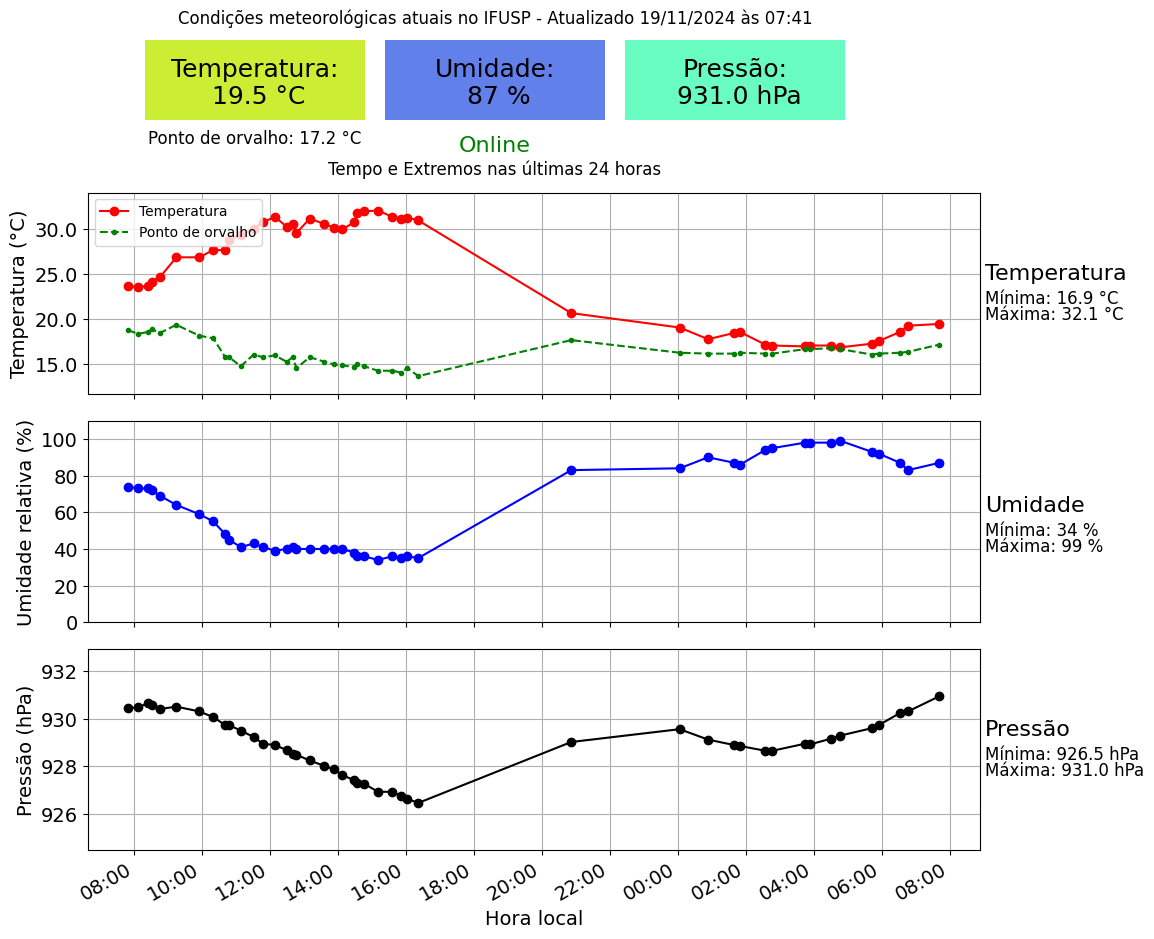 Condições meteorológicas atuais no IFUSP - Atualizado 19/11/2024 às 07:41
Temperatura:
19.5 °C
Umidade:
87 %
Pressão:
931.0 hPa
Ponto de orvalho: 17.2 °C
Online
Tempo e Extremos nas últimas 24 horas
Temperatura (°C)
30.0
25.0
20.0
15.0
Temperatura
Ponto de orvalho
Temperatura
Mínima: 16.9 °C
Máxima: 32.1 °C
Umidade relativa (%)
100
80
60
40
20
0
Umidade
Mínima: 34 %
Máxima: 99 %
Pressão (hPa)
932
930
928
926
Pressão
Mínima: 926.5 hPa
Máxima: 931.0 hPa
08:00 10:00 12:00 14:00 16:00 18:00 20:00 22:00 00:00 02:00 04:00 06:00 08:00
Hora local